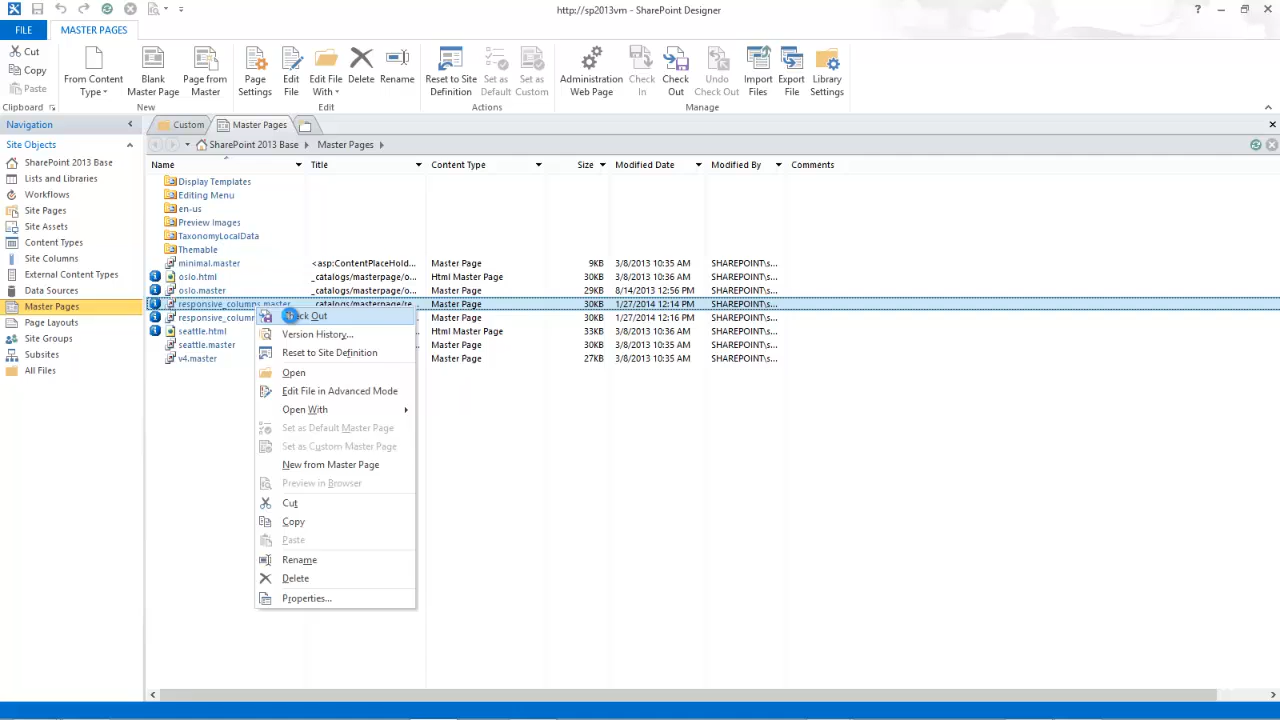 http://sp2013vm - SharePoint Designer
FILE
MASTER PAGES
Cut
Copy
Paste
Clipboard
From Content Type
Blank Master Page
Page from Master
New
Page Settings
Edit File
Edit File With
Delete
Rename
Edit
Reset to Site Definition
Set as Default
Set as Custom
Actions
Administration Web Page
Check In
Check Out
Undo Check Out
Import Files
Export File
Library Settings
Manage
Navigation
Site Objects
SharePoint 2013 Base
Lists and Libraries
Workflows
Site Pages
Site Assets
Content Types
Site Columns
External Content Types
Data Sources
Master Pages
Page Layouts
Site Groups
Subsites
All Files
Custom
Master Pages
SharePoint 2013 Base
Master Pages
Name Title Content Type Size Modified Date Modified By Comments
Display Templates
Editing Menu
en-us
Preview Images
TaxonomyLocalData
Themable
minimal.master <asp:ContentPlaceHold... Master Page 9KB 3/8/2013 10:35 AM SHAREPOINT\s...
oslo.html _catalogs/masterpage/o... Html Master Page 30KB 3/8/2013 10:35 AM SHAREPOINT\s...
oslo.master _catalogs/masterpage/o... Master Page 29KB 8/14/2013 12:56 PM SHAREPOINT\s...
responsive_columns.master _catalogs/masterpage/re... Master Page 30KB 1/27/2014 12:14 PM SHAREPOINT\s...
responsive_colum Master Page 30KB 1/27/2014 12:16 PM SHAREPOINT\s...
seattle.html Html Master Page 33KB 3/8/2013 10:35 AM SHAREPOINT\s...
seattle.master Master Page 30KB 3/8/2013 10:35 AM SHAREPOINT\s...
v4.master Master Page 27KB 3/8/2013 10:35 AM SHAREPOINT\s...
ck Out
Version History...
Reset to Site Definition
Open
Edit File in Advanced Mode
Open With
Set as Default Master Page
Set as Custom Master Page
New from Master Page
Preview in Browser
Cut
Copy
Paste
Rename
Delete
Properties...